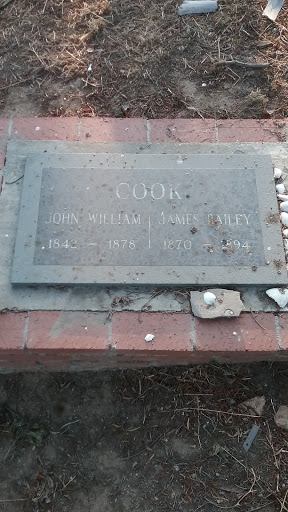 COOK
JOHN WILLIAM JAMES BAILEY
1842 - 1878 1870 - 1894